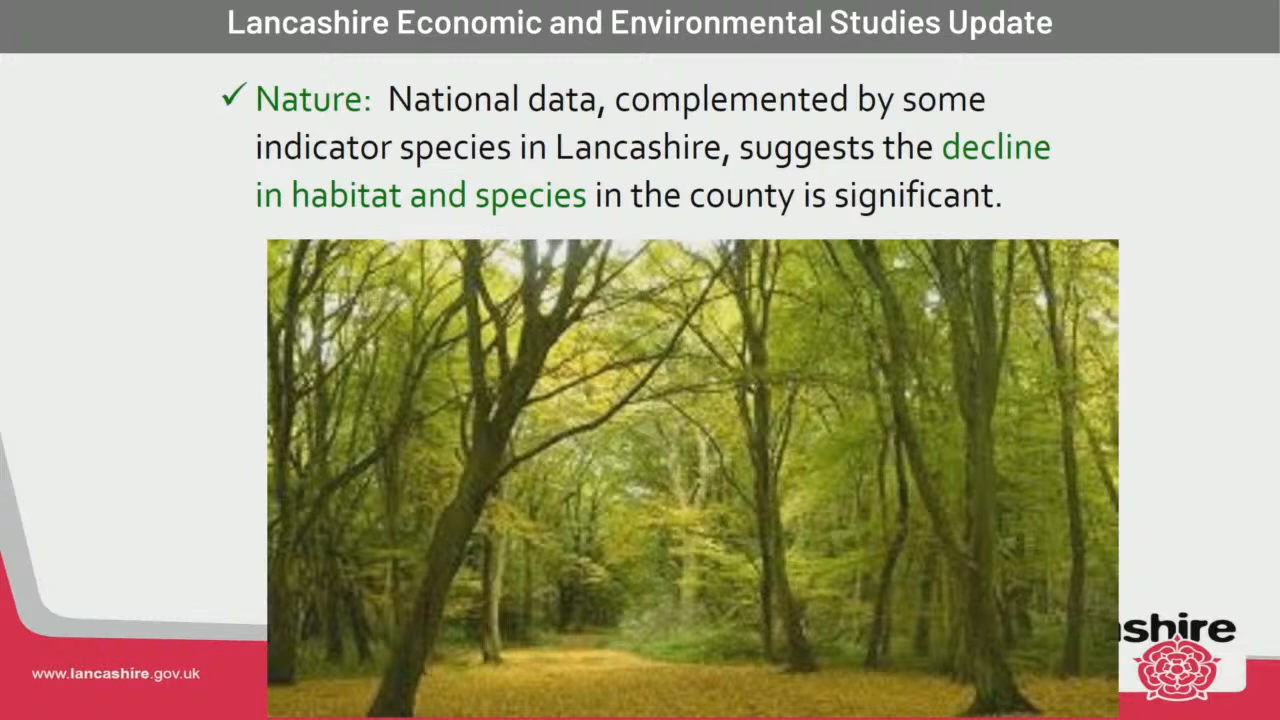 Lancashire Economic and Environmental Studies Update
✓ Nature: National data, complemented by some
indicator species in Lancashire, suggests the decline
in habitat and species in the county is significant.
shire
www.lancashire.gov.uk